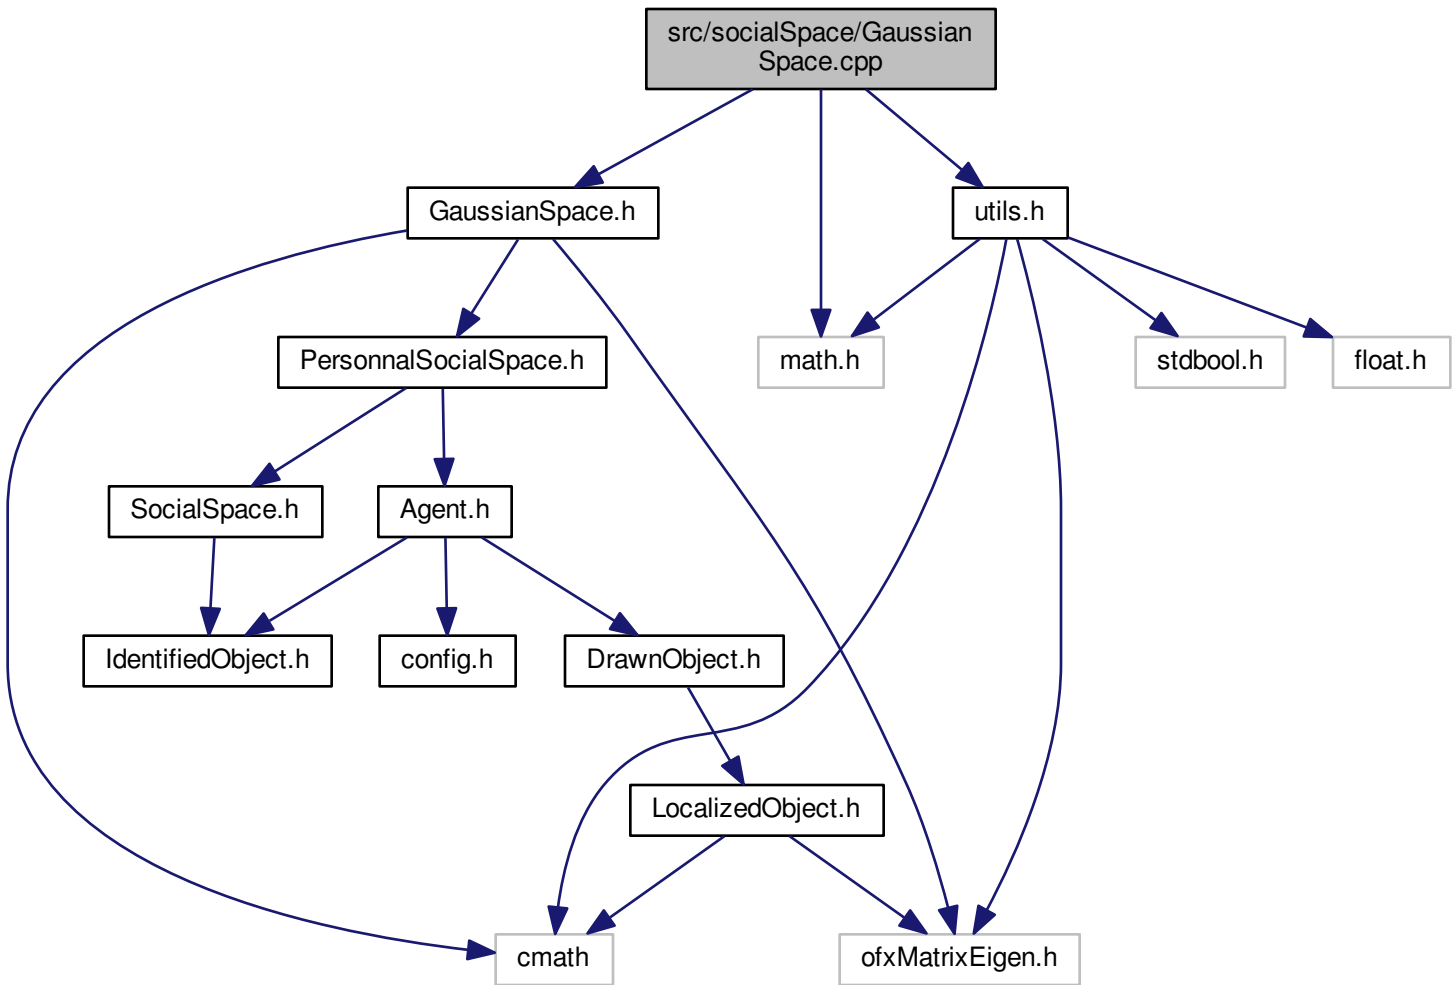 src/socialSpace/Gaussian
Space.cpp
GaussianSpace.h
utils.h
PersonnalSocialSpace.h
math.h
stdbool.h
float.h
SocialSpace.h
Agent.h
IdentifiedObject.h
config.h
DrawnObject.h
LocalizedObject.h
cmath
ofxMatrixEigen.h